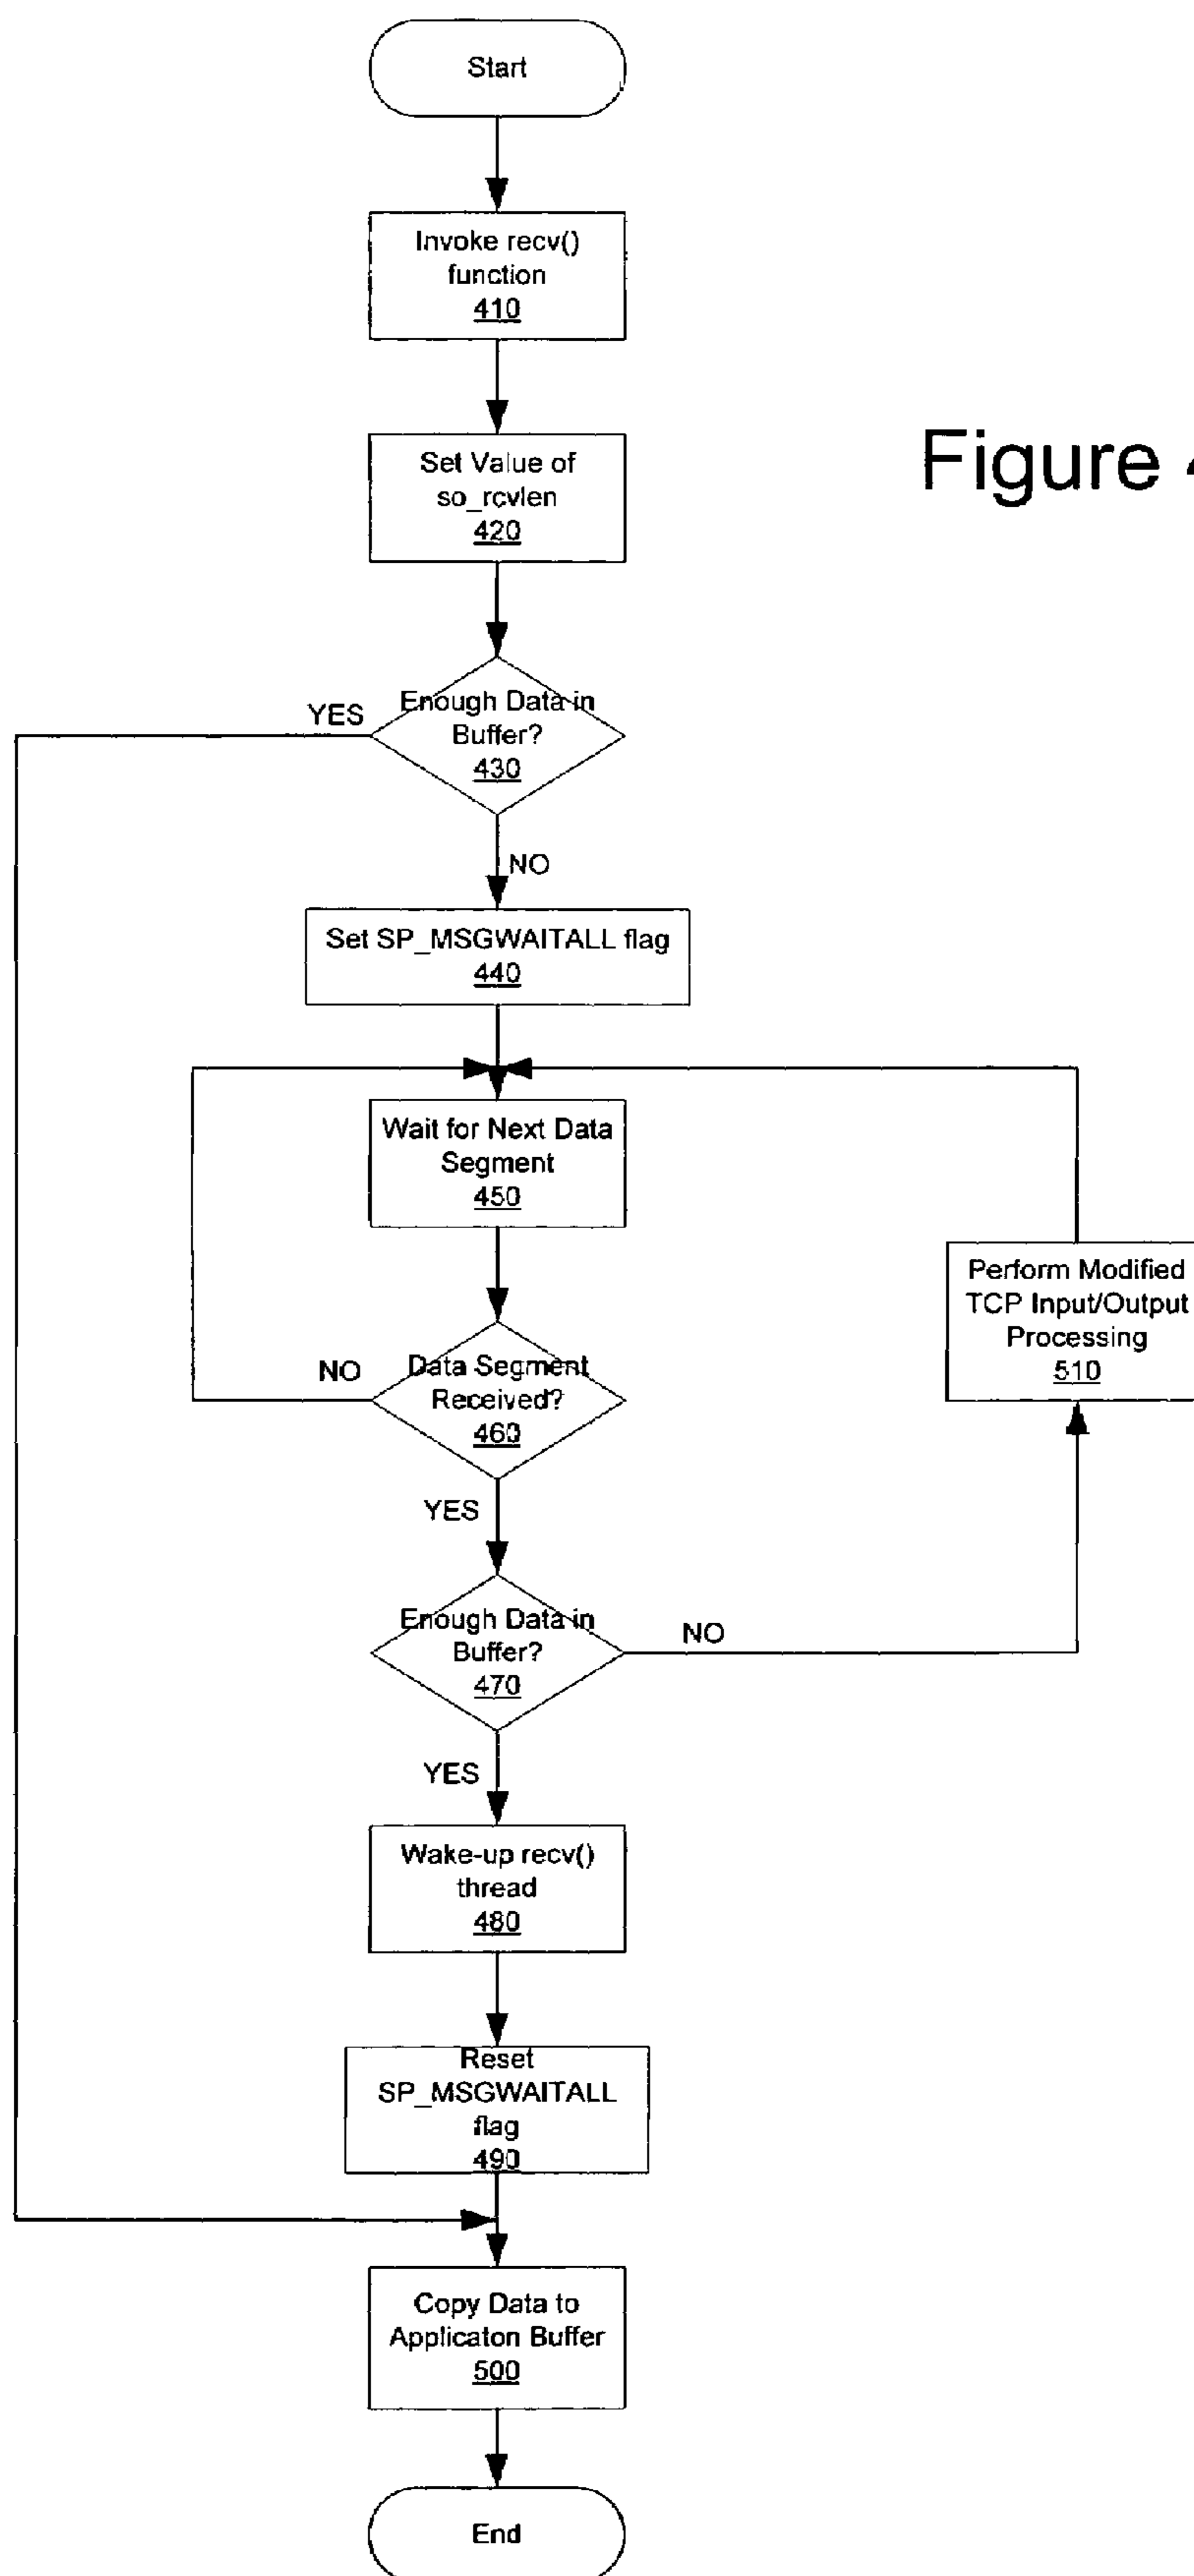 Start
Invoke recv()
function
410
Set Value of
so_rcvlen
420
Figure 4
Enough Data in
Buffer?
430
YES
NO
Set SP_MSGWAITALL flag
440
Wait for Next Data
Segment
450
Perform Modified
TCP Input/Output
Processing
510
Data Segment
Received?
460
NO
YES
Enough Data in
Buffer?
470
NO
YES
Wake-up recv()
thread
480
Reset
SP_MSGWAITALL
flag
490
Copy Data to
Applicaton Buffer
500
End